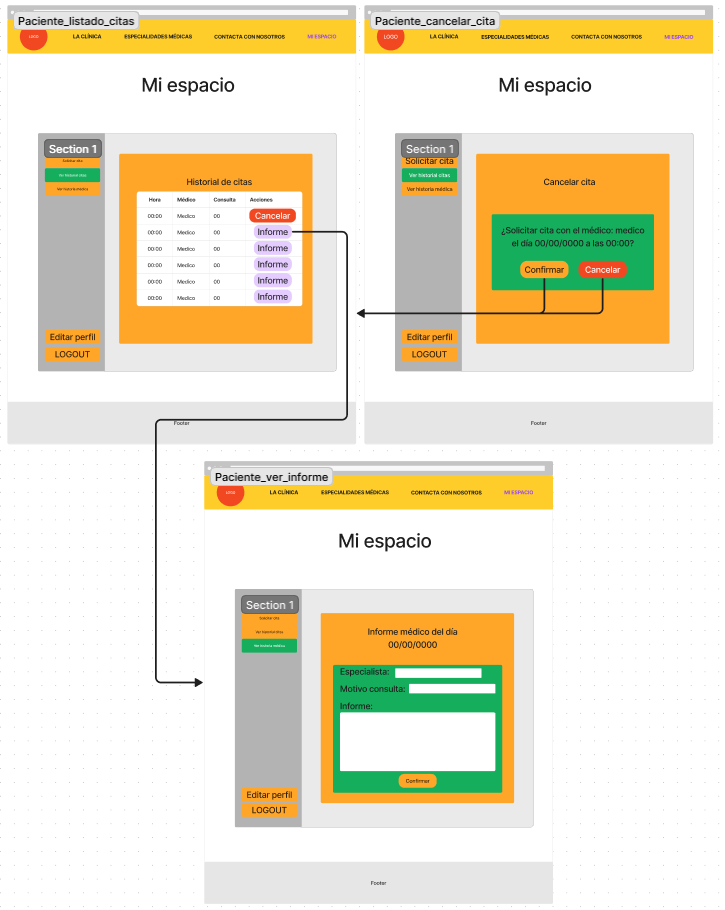 Paciente_listado_citas
LOGO
LA CLÍNICA
ESPECIALIDADES MÉDICAS
CONTACTA CON NOSOTROS
MI ESPACIO
Mi espacio
Section 1
Solicitar cita
Ver historial citas
Ver historia médica
Editar perfil
LOGOUT
Historial de citas
Hora Médico Consulta Acciones
00:00 Medico 00 Cancelar
00:00 Medico 00 Informe
00:00 Medico 00 Informe
00:00 Medico 00 Informe
00:00 Medico 00 Informe
00:00 Medico 00 Informe
Footer
Paciente_cancelar_cita
LOGO
LA CLÍNICA
ESPECIALIDADES MÉDICAS
CONTACTA CON NOSOTROS
MI ESPACIO
Mi espacio
Section 1
Solicitar cita
Ver historial citas
Ver historia médica
Editar perfil
LOGOUT
Cancelar cita
¿Solicitar cita con el médico: medico
el día 00/00/0000 a las 00:00?
Confirmar
Cancelar
Footer
Paciente_ver_informe
LOGO
LA CLÍNICA
ESPECIALIDADES MÉDICAS
CONTACTA CON NOSOTROS
MI ESPACIO
Mi espacio
Section 1
Solicitar cita
Ver historial citas
Ver historia médica
Editar perfil
LOGOUT
Informe médico del día
00/00/0000
Especialista:
Motivo consulta:
Informe:
Confirmar
Footer